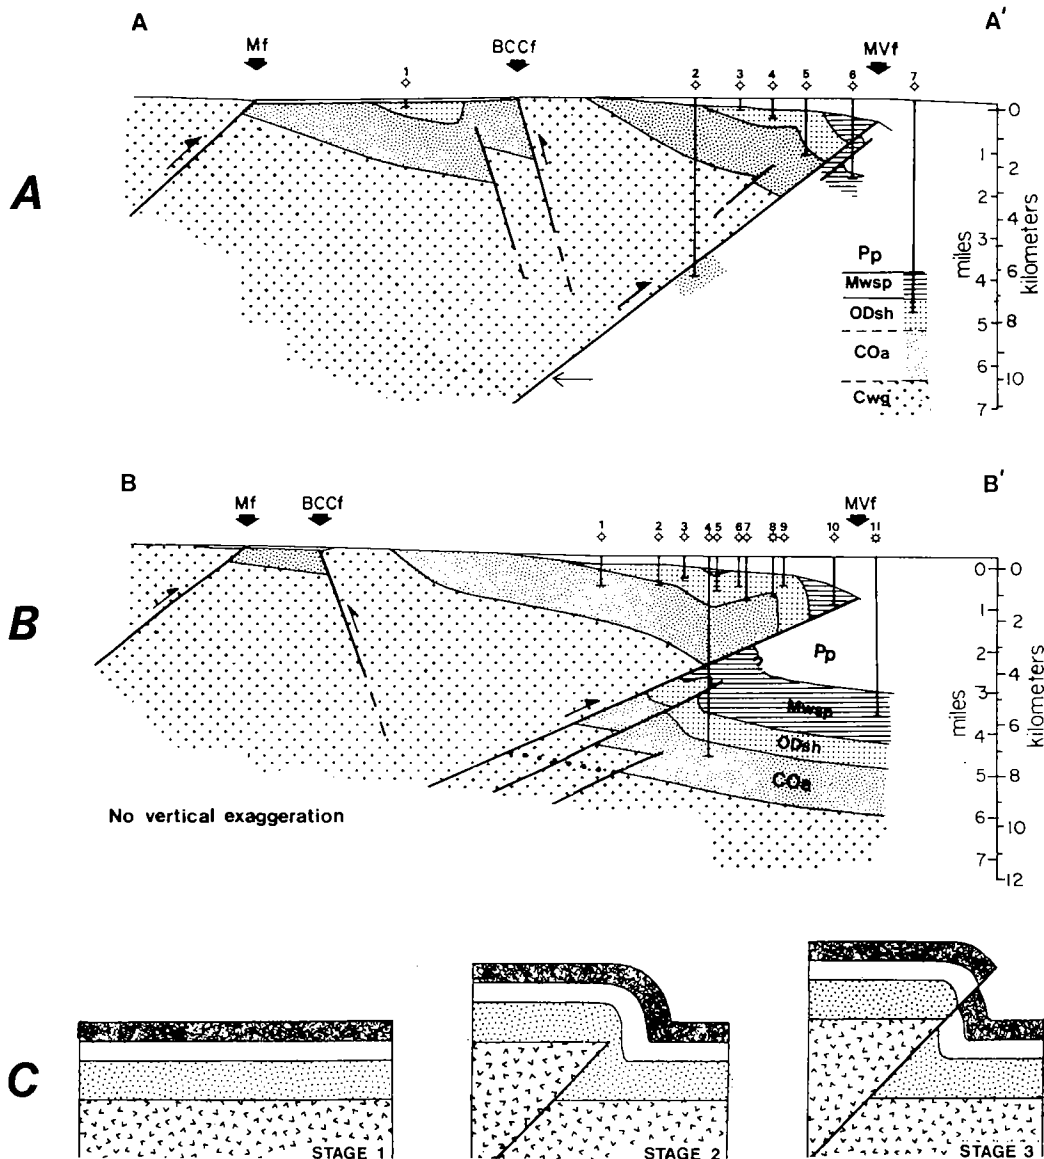 A A'
Mf BCCf MVf
1 2 3 4 5 6 7
A
0
1
2
2
4
3
6
4
5 8
6
10
7
miles
kilometers
Pp
Mwsp
ODsh
COa
Cwg
B B'
Mf BCCf MVf
1 2 3 4 5 6 7 8 9 10 11
B
0 0
1
2
2
4
3
6
4
5 8
6 10
7
12
miles
kilometers
Pp
Mwsp
ODsh
COa
No vertical exaggeration
C
STAGE 1
STAGE 2
STAGE 3